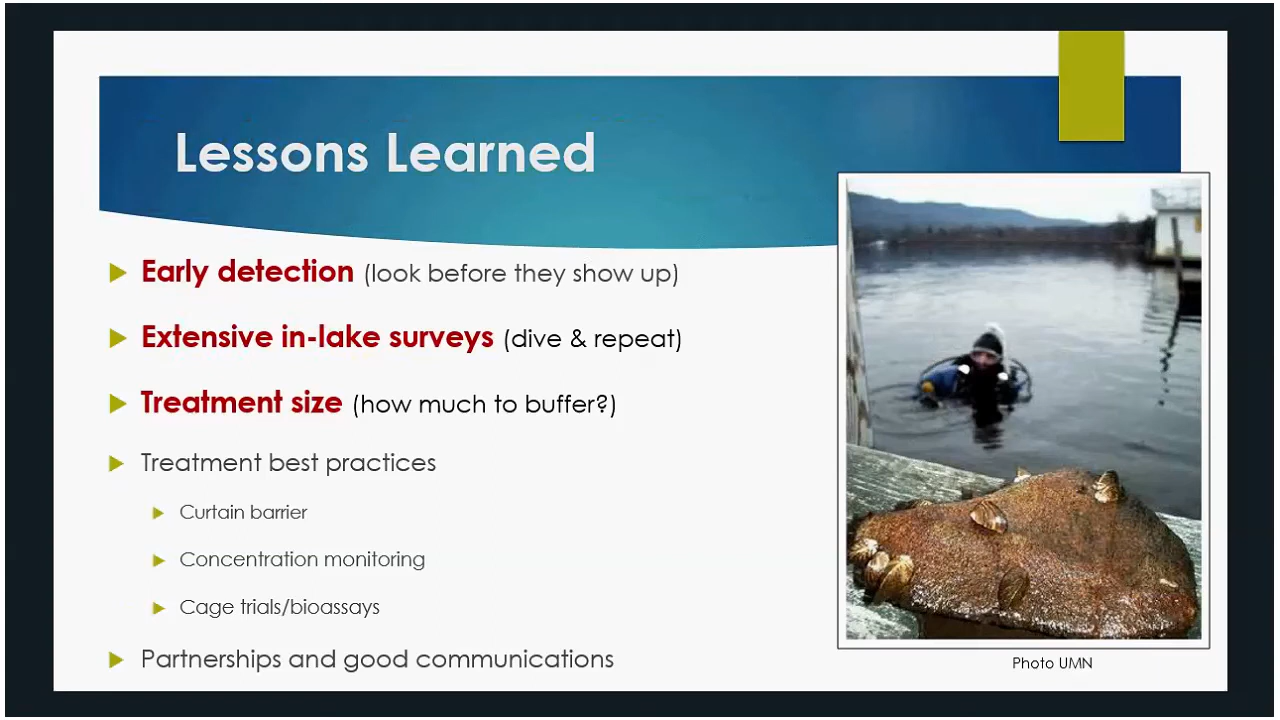 Lessons Learned
Early detection (look before they show up)
Extensive in-lake surveys (dive & repeat)
Treatment size (how much to buffer?)
Treatment best practices
Curtain barrier
Concentration monitoring
Cage trials/bioassays
Partnerships and good communications
Photo UMN